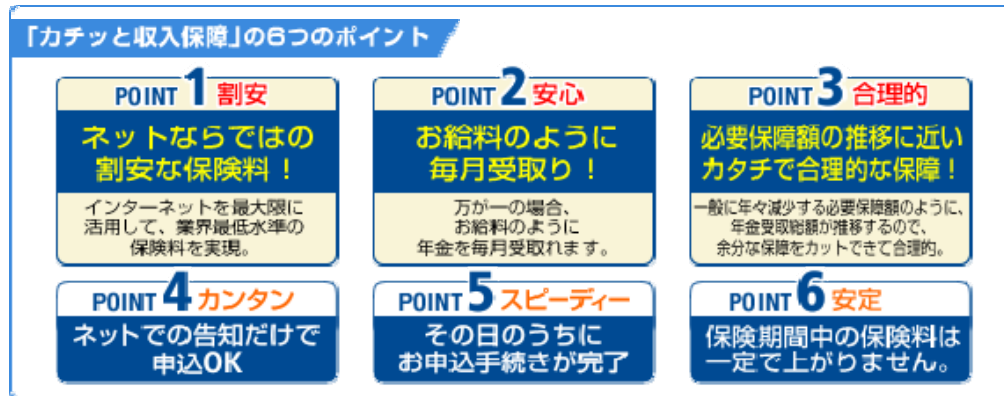 「カチッと収入保障」の6つのポイント
POINT 1 割安
ネットならではの
割安な保険料！
インターネットを最大限に
活用して、業界最低水準の
保険料を実現。
POINT 2 安心
お給料のように
毎月受取り！
万が一の場合、
お給料のように
年金を毎月受取れます。
POINT 3 合理的
必要保障額の推移に近い
カタチで合理的な保障！
一般に年々減少する必要保障額のように、
年金受取総額が推移するので、
余分な保障をカットできて合理的。
POINT 4 カンタン
ネットでの告知だけで
申込OK
POINT 5 スピーディー
その日のうちに
お申込手続きが完了
POINT 6 安定
保険期間中の保険料は
一定で上がりません。